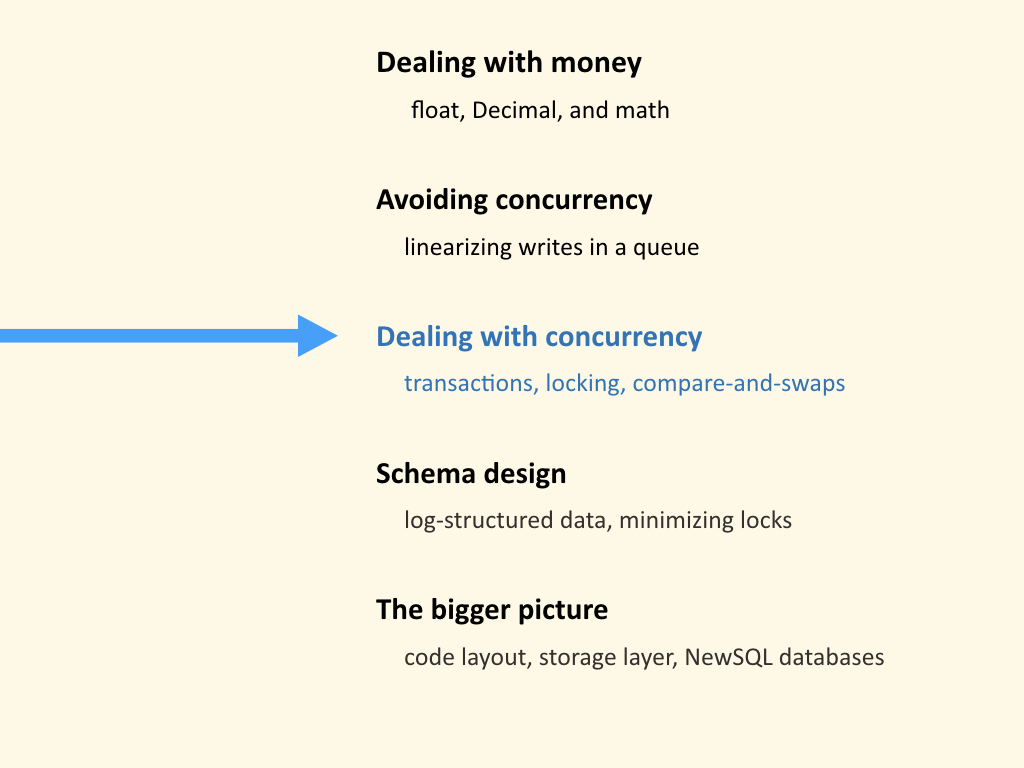 Dealing with money
float, Decimal, and math
Avoiding concurrency
linearizing writes in a queue
Dealing with concurrency
transactions, locking, compare-and-swaps
Schema design
log-structured data, minimizing locks
The bigger picture
code layout, storage layer, NewSQL databases